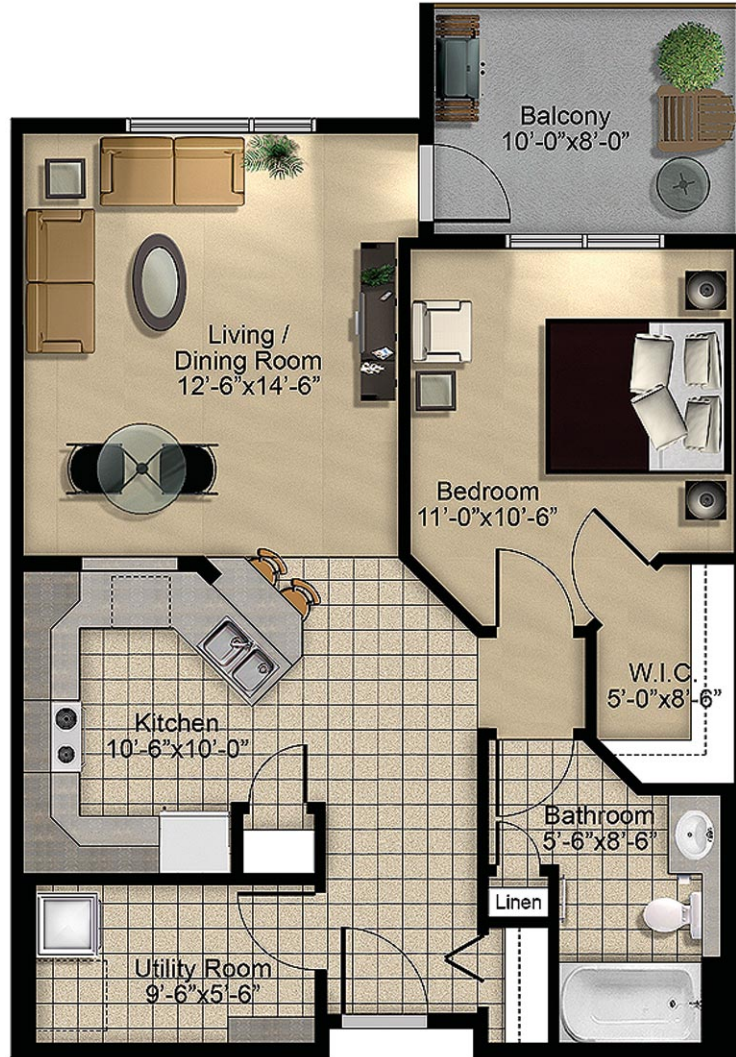 Balcony
10'-0"x8'-0"
Living /
Dining Room
12'-6"x14'-6"
Bedroom
11'-0"x10'-6"
W.I.C.
5'-0"x8'-6"
Kitchen
10'-6"x10'-0"
Bathroom
5'-6"x8'-6"
Linen
Utility Room
9'-6"x5'-6"